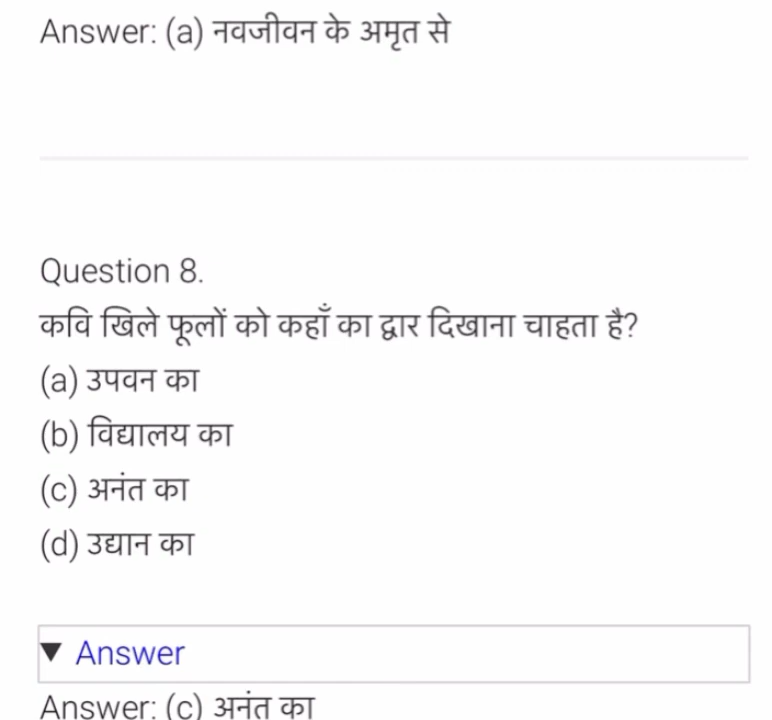 Answer: (a) नवजीवन के अमृत से
Question 8.
कवि खिले फूलों को कहाँ का द्वार दिखाना चाहता है?
(a) उपवन का
(b) विद्यालय का
(c) अनंत का
(d) उद्यान का
Answer
Answer: (c) अनंत का